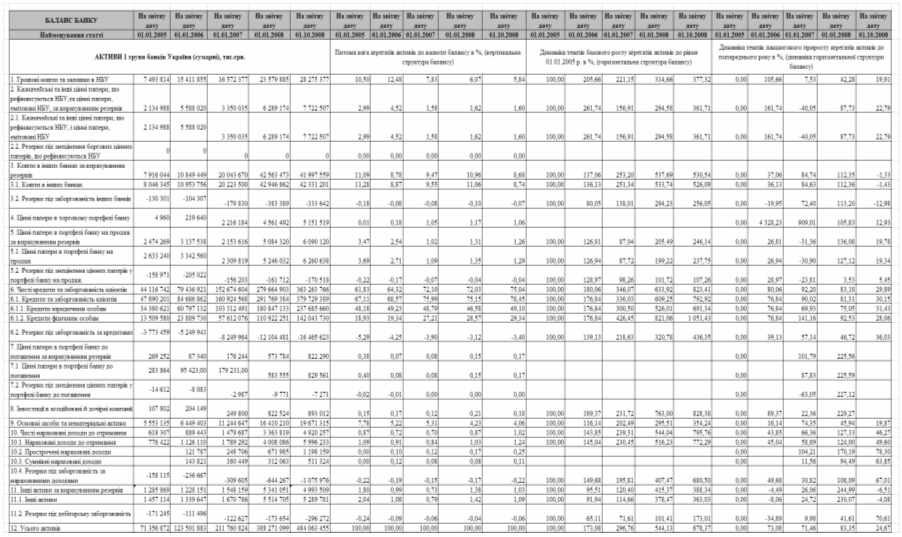 БАЛАНС БАНКУ На звітну дату На звітну дату На звітну дату На звітну дату На звітну дату На звітну дату На звітну дату На звітну дату На звітну дату На звітну дату На звітну дату На звітну дату На звітну дату На звітну дату На звітну дату На звітну дату На звітну дату На звітну дату На звітну дату На звітну дату
Найменування статті 01.01.2005 01.01.2006 01.01.2007 01.01.2008 01.10.2008 01.01.2005 01.01.2006 01.01.2007 01.01.2008 01.10.2008 01.01.2005 01.01.2006 01.01.2007 01.01.2008 01.10.2008 01.01.2005 01.01.2006 01.01.2007 01.01.2008 01.10.2008
АКТИВИ 1 група банків України (сумарні), тис.грн. Питома вага агрегатів активів до валюти балансу в %, (вертикальна структура балансу) Динаміка темпів базового росту агрегатів активів до рівня 01.01.2005 р. в %, (горизонтальна структура балансу) Динаміка темпів ланцюгового приросту агрегатів активів до попереднього року в %, (динаміка горизонтальної структури балансу)
1. Грошові кошти та залишки в НБУ 7 493 814 15 411 855 16 572 377 23 579 885 28 275 377 10,50 12,48 7,83 6,07 5,84 100,00 205,66 221,15 314,66 377,32 0,00 105,66 7,53 42,28 19,91
2. Казначейські та інші цінні папери, що рефінансуються НБУ,та цінні папери, емітовані НБУ, за вирахуванням резервів 2 134 988 5 588 020 3 350 035 6 289 174 7 722 507 2,99 4,52 1,58 1,62 1,60 100,00 261,74 156,91 294,58 361,71 0,00 161,74 -40,05 87,73 22,79
2.1. Казначейські та інші цінні папери, що рефінансуються НБУ, і цінні папери, емітовані НБУ 2 134 988 5 588 020 3 350 035 6 289 174 7 722 507 2,99 4,52 1,58 1,62 1,60 100,00 261,74 156,91 294,58 361,71 0,00 161,74 -40,05 87,73 22,79
2.2. Резерви під знецінення боргових цінних паперів, що рефінансуються НБУ 0 0 0 0 0 0,00 0,00 0,00 0,00 0,00
3. Кошти в інших банках за вирахуванням резервів 7 916 044 10 849 449 20 043 670 42 563 473 41 997 559 11,09 8,78 9,47 10,96 8,68 100,00 137,06 253,20 537,69 530,54 0,00 37,06 84,74 112,35 -1,33
3.1. Кошти в інших банках 8 046 345 10 953 756 20 223 500 42 946 862 42 331 201 11,28 8,87 9,55 11,06 8,74 100,00 136,13 251,34 533,74 526,09 0,00 36,13 84,63 112,36 -1,43
3.2. Резерви під заборгованість інших банків -130 301 -104 307 -179 830 -383 389 -333 642 -0,18 -0,08 -0,08 -0,10 -0,07 100,00 80,05 138,01 294,23 256,05 0,00 -19,95 72,40 113,20 -12,98
4. Цінні папери в торговому портфелі банку 4 960 219 640 2 216 184 4 561 492 5 151 519 0,01 0,18 1,05 1,17 1,06 0,00 4 328,23 909,01 105,83 12,93
5. Цінні папери в портфелі банку на продаж за вирахуванням резервів 2 474 269 3 137 538 2 153 616 5 084 320 6 090 120 3,47 2,54 1,02 1,31 1,26 100,00 126,81 87,04 205,49 246,14 0,00 26,81 -31,36 136,08 19,78
5.1. Цінні папери в портфелі банку на продаж 2 633 240 3 342 560 2 309 819 5 246 032 6 260 638 3,69 2,71 1,09 1,35 1,29 100,00 126,94 87,72 199,22 237,75 0,00 26,94 -30,90 127,12 19,34
5.2. Резерви під знецінення цінних паперів у портфелі банку на продаж -158 971 -205 022 -156 203 -161 712 -170 518 -0,22 -0,17 -0,07 -0,04 -0,04 100,00 128,97 98,26 101,72 107,26 0,00 28,97 -23,81 3,53 5,45
6. Чисті кредити та заборгованість клієнтів 44 116 742 79 436 921 152 674 604 279 664 903 363 263 766 61,83 64,32 72,10 72,03 75,04 100,00 180,06 346,07 633,92 823,41 0,00 80,06 92,20 83,18 29,89
6.1. Кредити та заборгованість клієнтів 47 890 201 84 686 862 160 924 568 291 769 384 379 729 389 67,11 68,57 75,99 75,15 78,45 100,00 176,84 336,03 609,25 792,92 0,00 76,84 90,02 81,31 30,15
6.1.1. Кредити юридичним особам 34 380 621 60 797 132 103 312 491 180 847 133 237 685 660 48,18 49,23 48,79 46,58 49,10 100,00 176,84 300,50 526,01 691,34 0,00 76,84 69,93 75,05 31,43
6.1.2. Кредити фізичним особам 13 509 580 23 889 730 57 612 076 110 922 251 142 043 730 18,93 19,34 27,21 28,57 29,34 100,00 176,84 426,45 821,06 1 051,43 0,00 76,84 141,16 92,53 28,06
6.2. Резерви під заборгованість за кредитами -3 773 459 -5 249 941 -8 249 964 -12 104 481 -16 465 623 -5,29 -4,25 -3,90 -3,12 -3,40 100,00 139,13 218,63 320,78 436,35 0,00 39,13 57,14 46,72 36,03
7. Цінні папери в портфелі банку до погашення за вирахуванням резервів 269 252 87 340 176 244 573 784 822 290 0,38 0,07 0,08 0,15 0,17 0,00 101,79 225,56
7.1. Цінні папери в портфелі банку до погашення 283 864 95 423,00 179 231,00 583 555 829 561 0,40 0,08 0,08 0,15 0,17 0,00 87,83 225,59
7.2. Резерви під знецінення цінних паперів у портфелі банку до погашення -14 612 -8 083 -2 987 -9 771 -7 271 -0,02 -0,01 0,00 0,00 0,00 0,00 -63,05 227,12
8. Інвестиції в асоційовані й дочірні компанії 107 802 204 149 249 800 822 524 893 012 0,15 0,17 0,12 0,21 0,18 100,00 189,37 231,72 763,00 828,38 0,00 89,37 22,36 229,27
9. Основні засоби та нематеріальні активи 5 553 135 6 449 403 11 244 647 16 410 210 19 671 315 7,78 5,22 5,31 4,23 4,06 100,00 116,14 202,49 295,51 354,24 0,00 16,14 74,35 45,94 19,87
10. Чисті нараховані доходи до отримання 618 307 889 443 1 479 687 3 363 819 4 920 257 0,87 0,72 0,70 0,87 1,02 100,00 143,85 239,31 544,04 795,76 0,00 43,85 66,36 127,33 46,27
10.1. Нараховані доходи до отримання 776 422 1 126 110 1 789 292 4 008 086 5 996 233 1,09 0,91 0,84 1,03 1,24 100,00 145,04 230,45 516,23 772,29 0,00 45,04 58,89 124,00 49,60
10.2. Прострочені нараховані доходи 121 787 248 706 671 985 1 198 159 0,00 0,10 0,12 0,17 0,25 0,00 104,21 170,19 78,30
10.3. Сумнівні нараховані доходи 143 821 160 449 312 063 511 324 0,00 0,12 0,08 0,08 0,11 0,00 11,56 94,49 63,85
10.4. Резерви під заборгованість за нарахованими доходами -158 115 -236 667 -309 605 -644 267 -1 075 976 -0,22 -0,19 -0,15 -0,17 -0,22 100,00 149,68 195,81 407,47 680,50 0,00 49,68 30,82 108,09 67,01
11. Інші активи за вирахуванням резервів 1 285 869 1 228 151 1 548 159 5 341 051 4 993 509 1,80 0,99 0,73 1,38 1,03 100,00 95,51 120,40 415,37 388,34 0,00 -4,49 26,06 244,99 -6,51
11.1. Інші активи 1 457 114 1 339 647 1 670 786 5 514 705 5 289 781 2,04 1,08 0,79 1,42 1,09 100,00 91,94 114,66 378,47 363,03 0,00 -8,06 24,72 230,07 -4,08
11.2. Резерви під дебіторську заборгованість -171 245 -111 496 -122 627 -173 654 -296 272 -0,24 -0,09 -0,06 -0,04 -0,06 100,00 65,11 71,61 101,41 173,01 0,00 -34,89 9,98 41,61 70,61
12. Усього активів 71 356 872 123 501 883 211 760 824 388 271 099 484 063 455 100,00 100,00 100,00 100,00 100,00 100,00 173,00 296,76 544,13 678,37 0,00 73,08 71,46 83,35 24,67